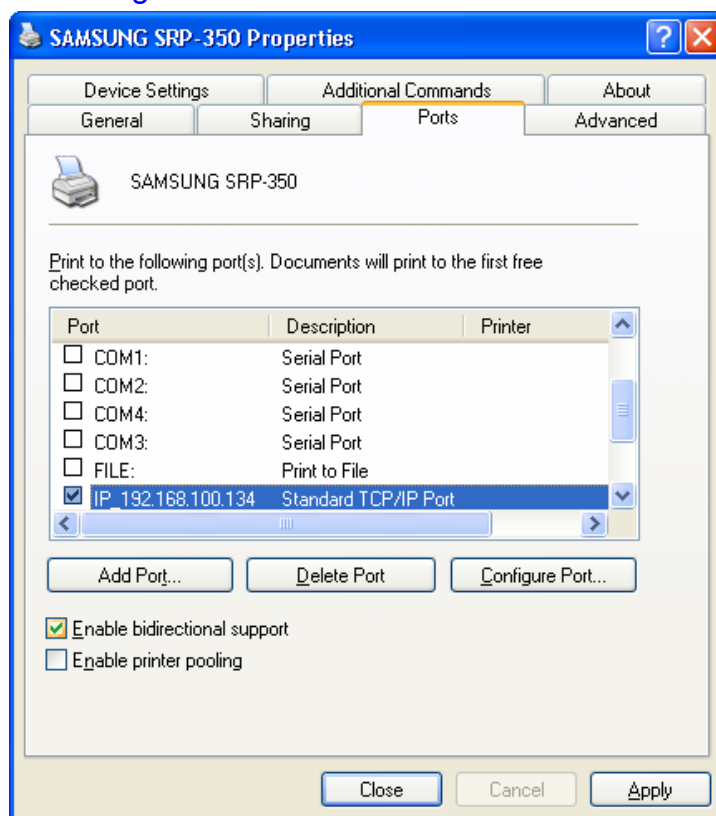 SAMSUNG SRP-350 Properties
Device Settings Additional Commands About
General Sharing Ports Advanced
SAMSUNG SRP-350
Print to the following port(s). Documents will print to the first free
checked port.
Port Description Printer
COM1: Serial Port
COM2: Serial Port
COM4: Serial Port
COM3: Serial Port
FILE: Print to File
IP_192.168.100.134 Standard TCP/IP Port
Add Port... Delete Port Configure Port...
Enable bidirectional support
Enable printer pooling
Close Cancel Apply